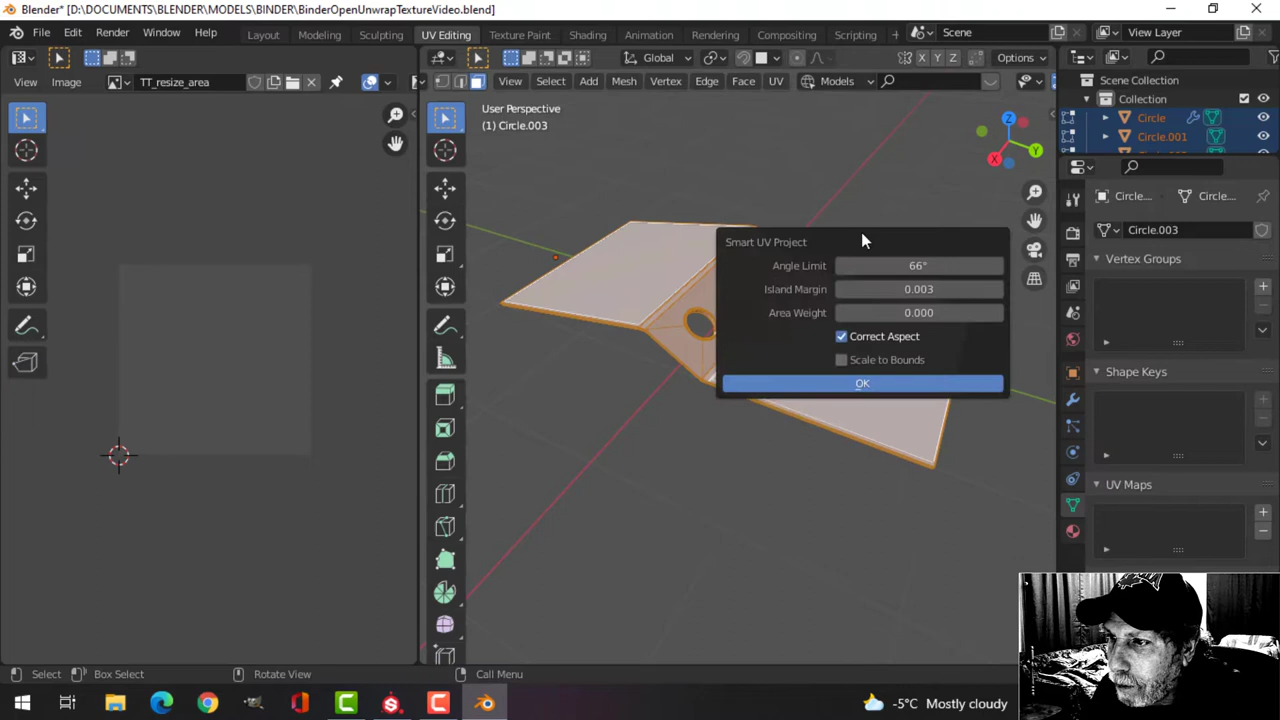 Blender* [D:\DOCUMENTS\BLENDER\MODELS\BINDER\BinderOpenUnwrapTextureVideo.blend]
File Edit Render Window Help Layout Modeling Sculpting UV Editing Texture Paint Shading Animation Rendering Compositing Scripting Scene View Layer
Global X Y Z Options
View Image TT_resize_area View Select Add Mesh Vertex Edge Face UV Models
Scene Collection
Collection
User Perspective
(1) Circle.003
Circle
Circle.001
Z
Y
X
Circle.... Circle...
Circle.003
Smart UV Project
Angle Limit 66°
Island Margin 0.003
Area Weight 0.000
Correct Aspect
Scale to Bounds
OK
Vertex Groups
Shape Keys
UV Maps
Select Box Select Rotate View Call Menu
-5°C Mostly cloudy